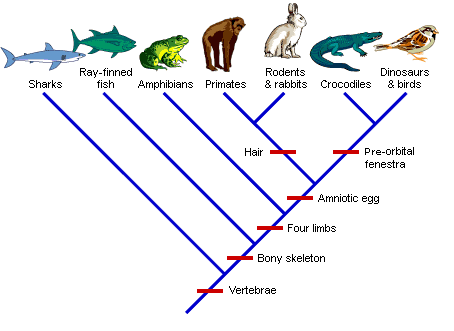 Sharks
Ray-finned
fish
Amphibians
Primates
Rodents
& rabbits
Crocodiles
Dinosaurs
& birds
Hair
Pre-orbital
fenestra
Amniotic egg
Four limbs
Bony skeleton
Vertebrae